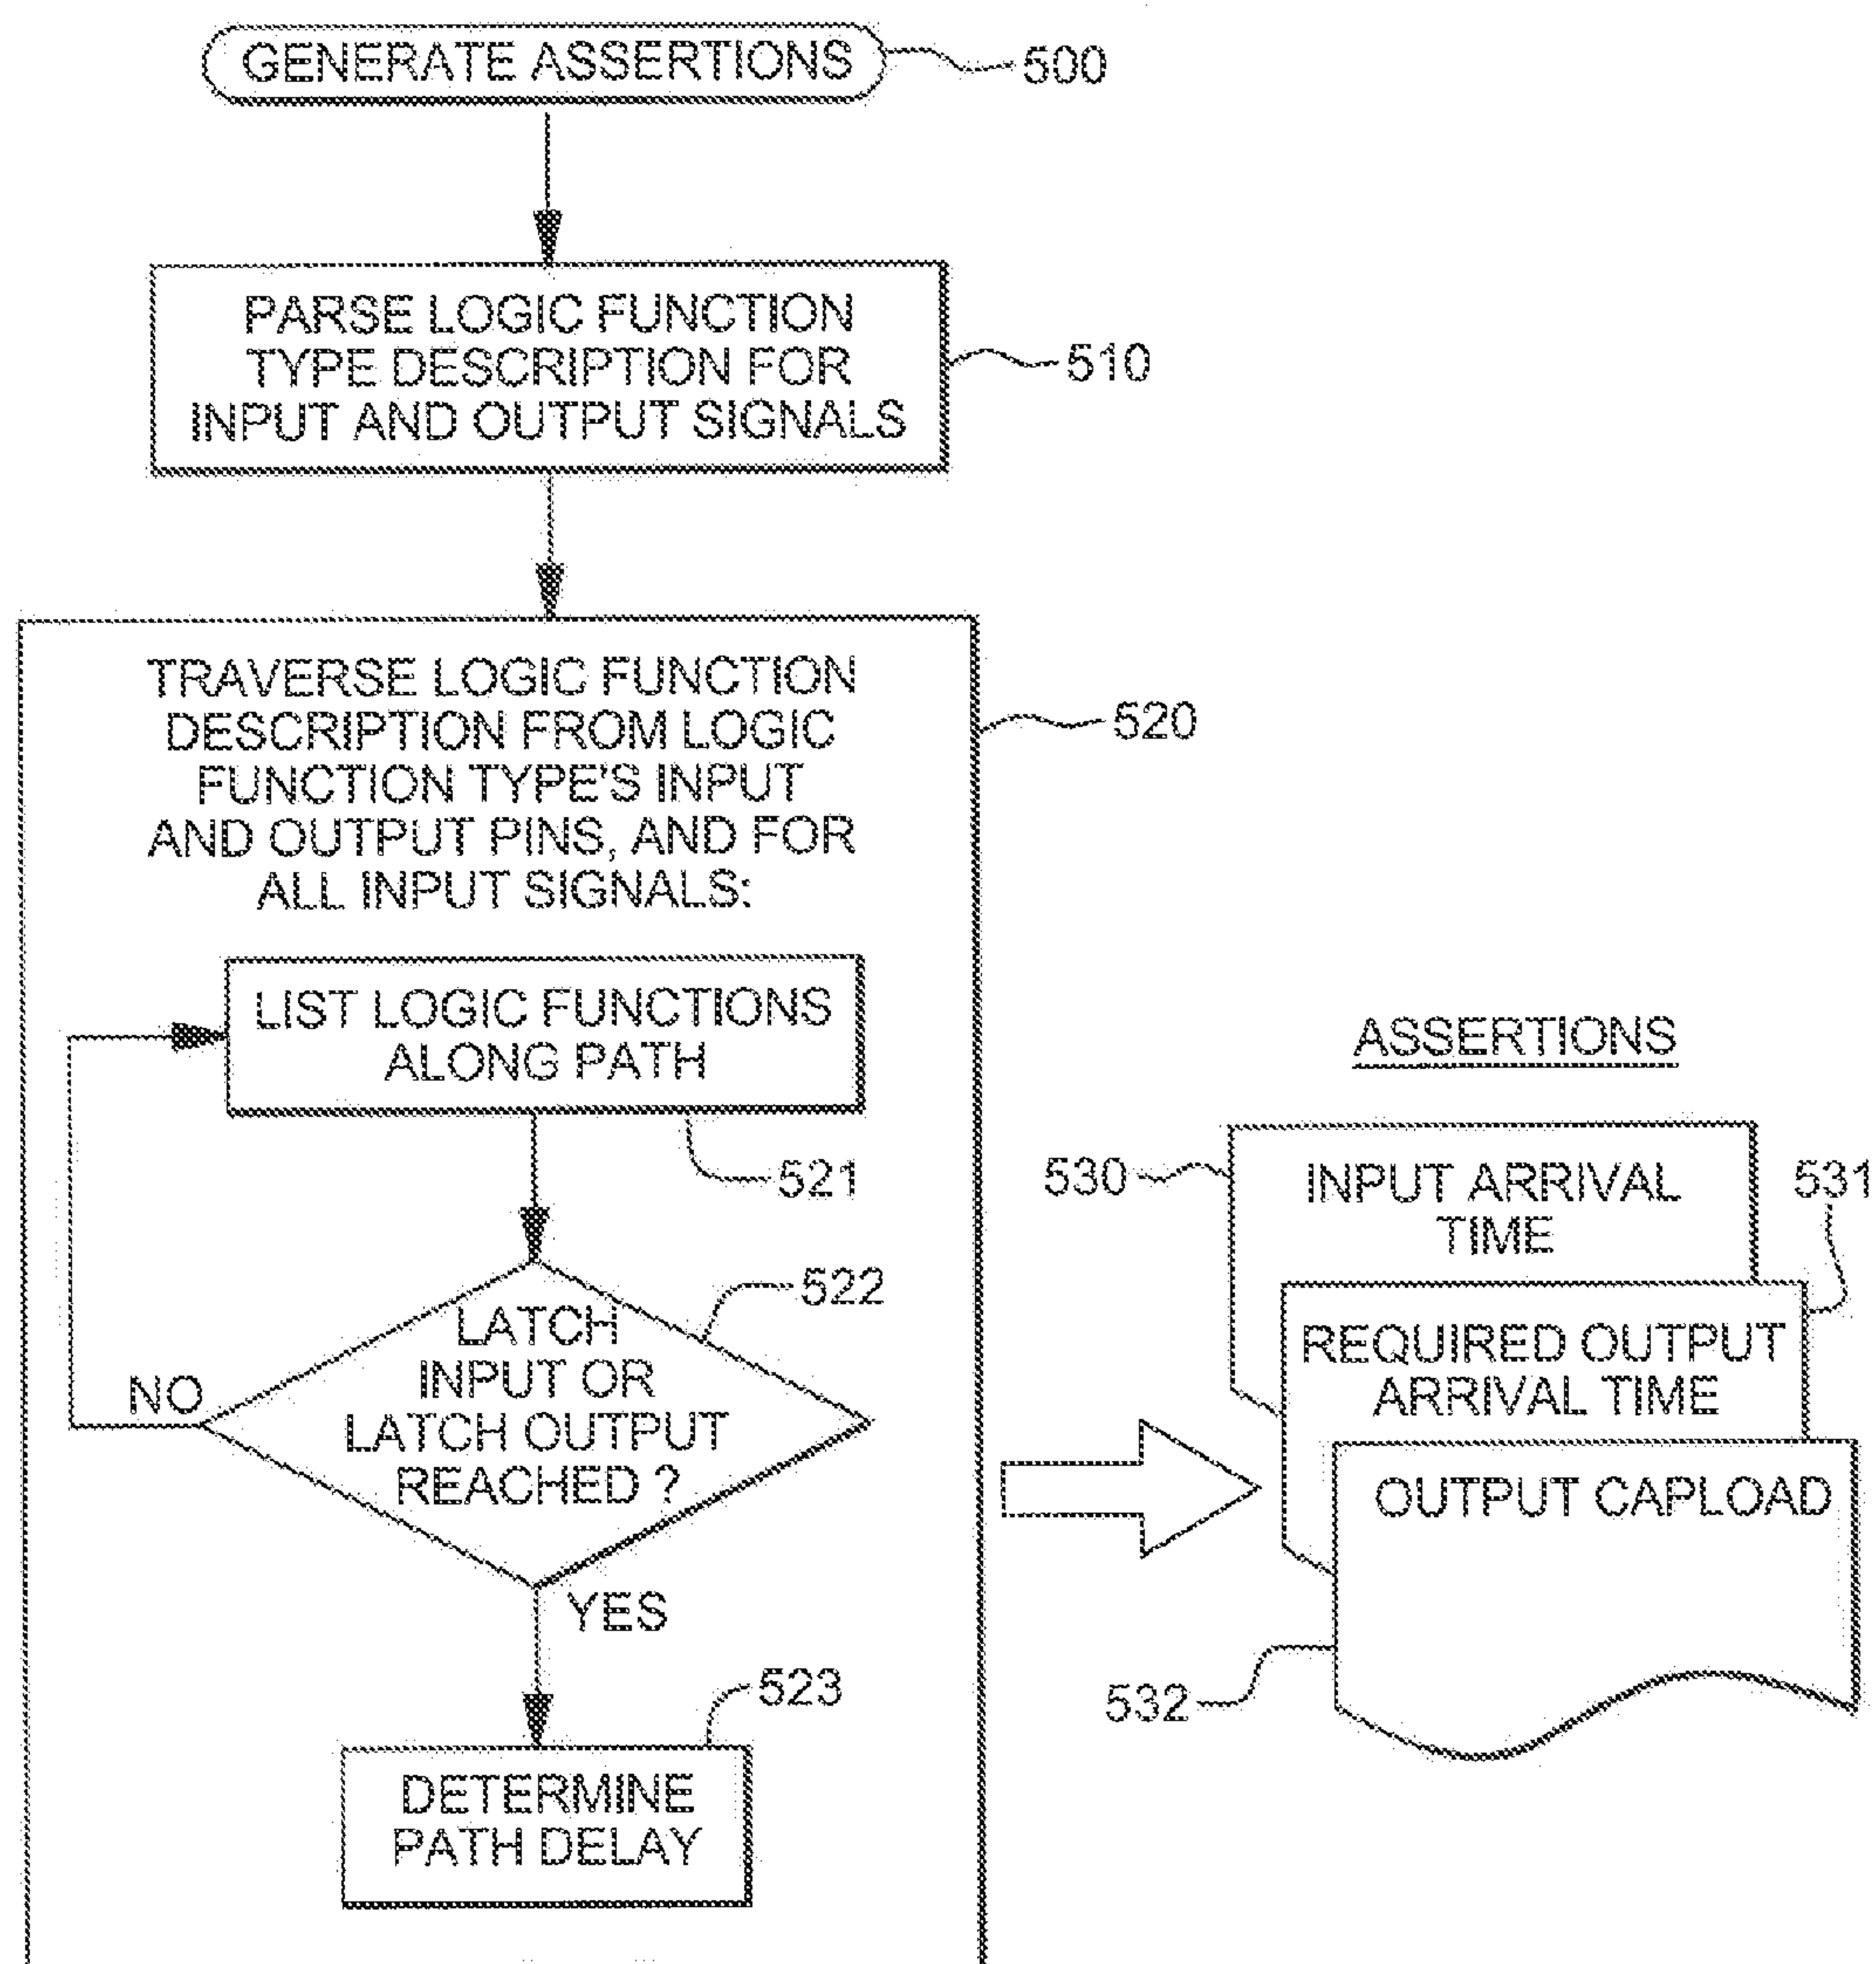 GENERATE ASSERTIONS
500
PARSE LOGIC FUNCTION
TYPE DESCRIPTION FOR
INPUT AND OUTPUT SIGNALS
510
TRAVERSE LOGIC FUNCTION
DESCRIPTION FROM LOGIC
FUNCTION TYPE'S INPUT
AND OUTPUT PINS, AND FOR
ALL INPUT SIGNALS:
520
LIST LOGIC FUNCTIONS
ALONG PATH
521
LATCH
INPUT OR
LATCH OUTPUT
REACHED ?
522
NO
YES
DETERMINE
PATH DELAY
523
ASSERTIONS
530
INPUT ARRIVAL
TIME
531
REQUIRED OUTPUT
ARRIVAL TIME
OUTPUT CAPLOAD
532